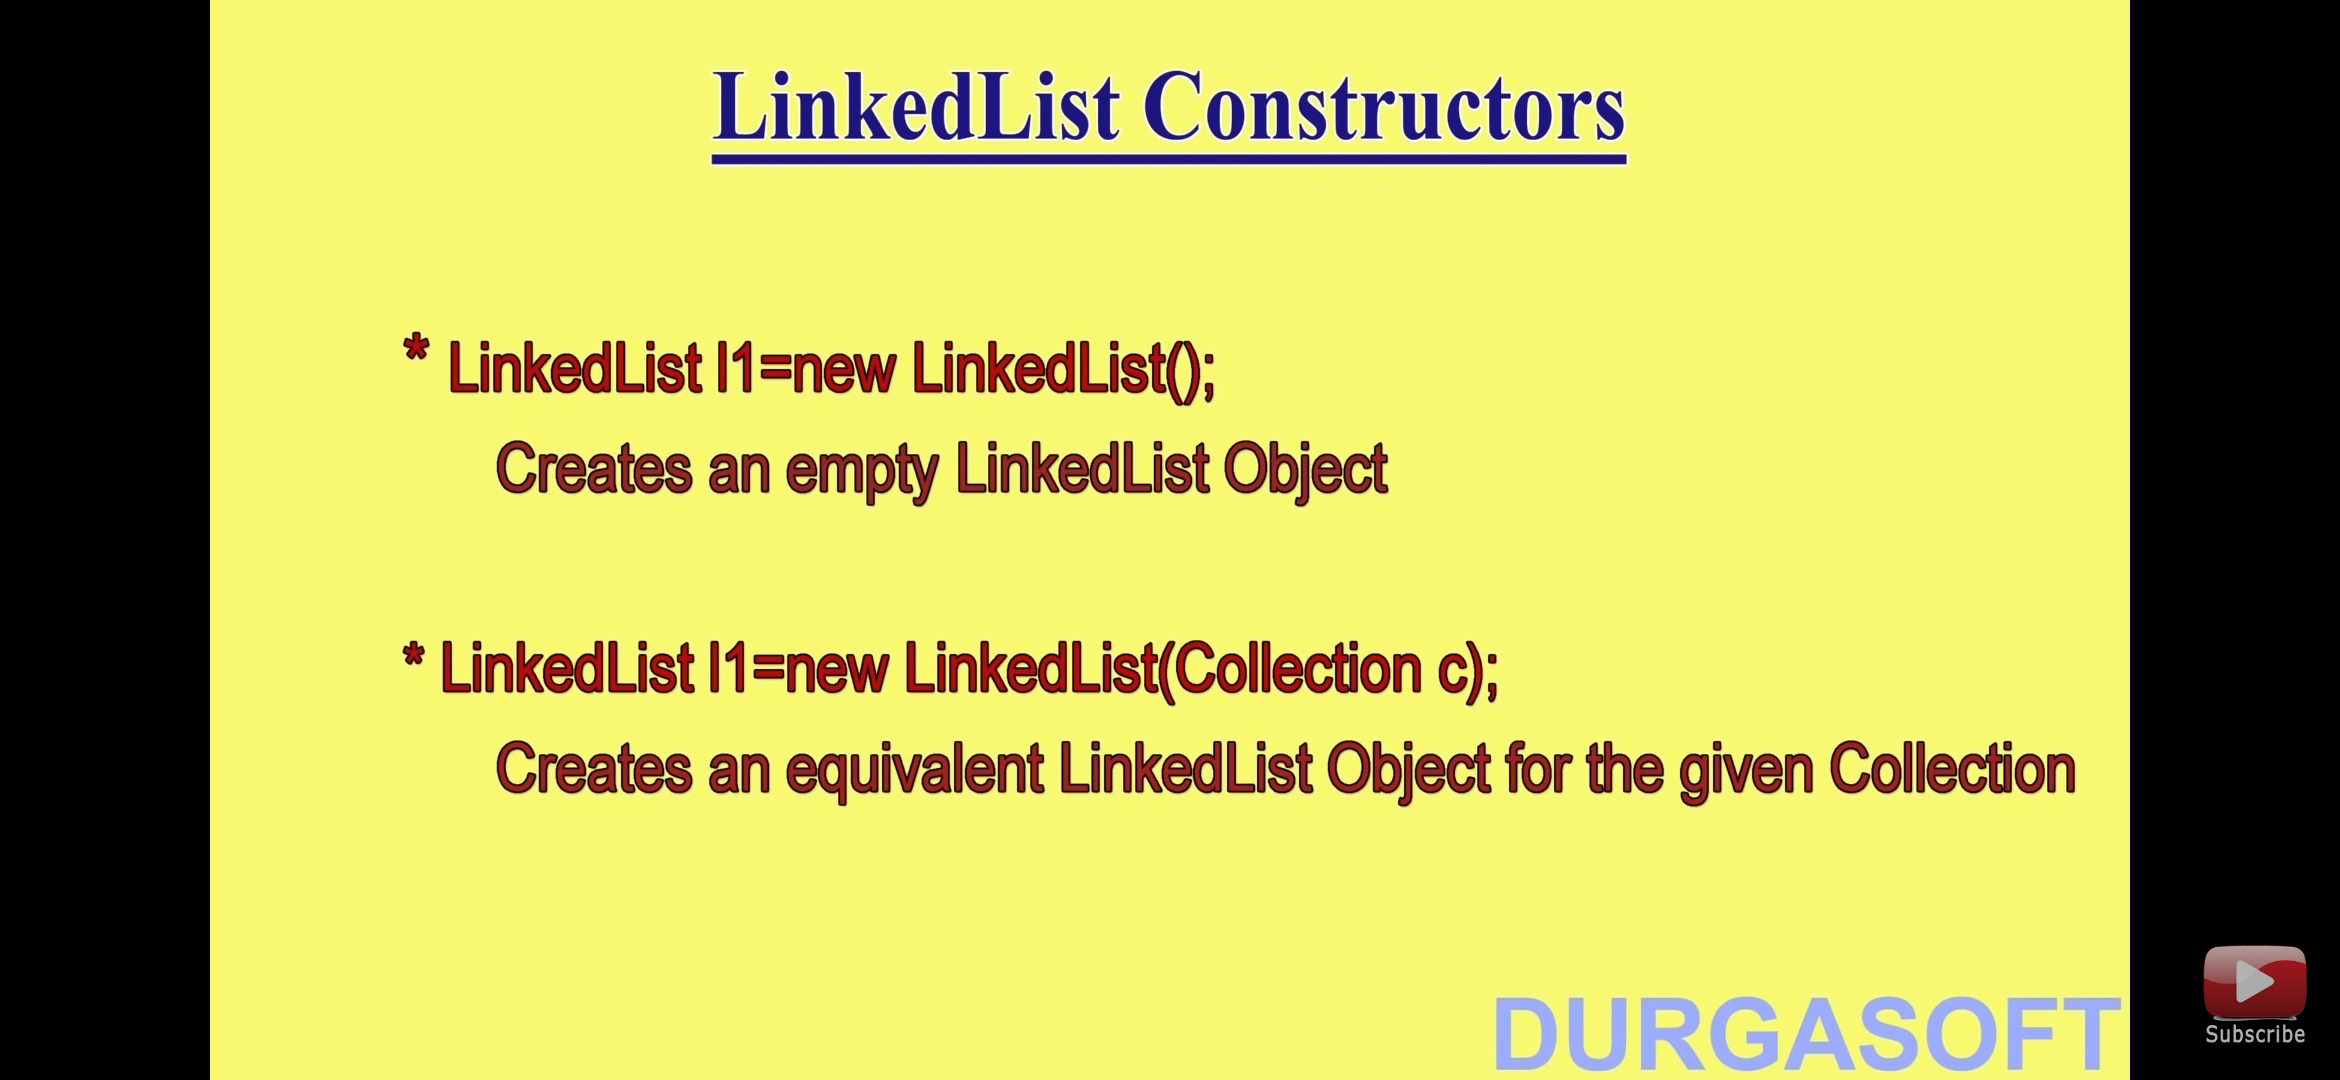 LinkedList Constructors
* LinkedList l1=new LinkedList();
Creates an empty LinkedList Object
* LinkedList l1=new LinkedList(Collection c);
Creates an equivalent LinkedList Object for the given Collection
DURGASOFT
Subscribe